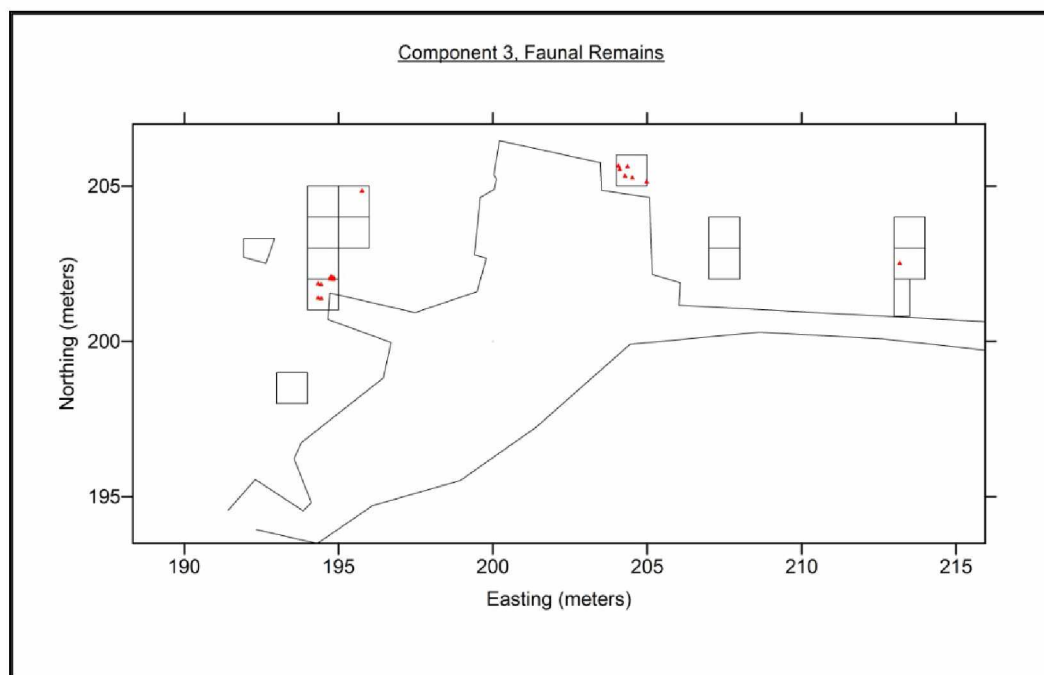 Component 3, Faunal Remains
205
200
195
Northing (meters)
190 195 200 205 210 215
Easting (meters)